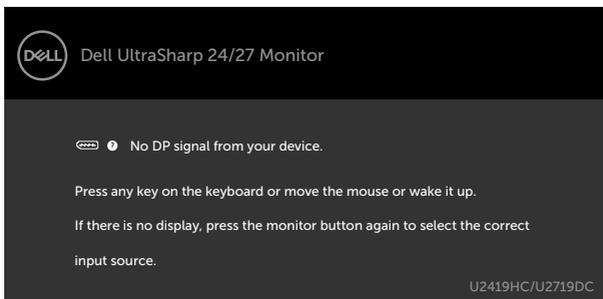 DELL
Dell UltraSharp 24/27 Monitor
? No DP signal from your device.
Press any key on the keyboard or move the mouse or wake it up.
If there is no display, press the monitor button again to select the correct
input source.
U2419HC/U2719DC